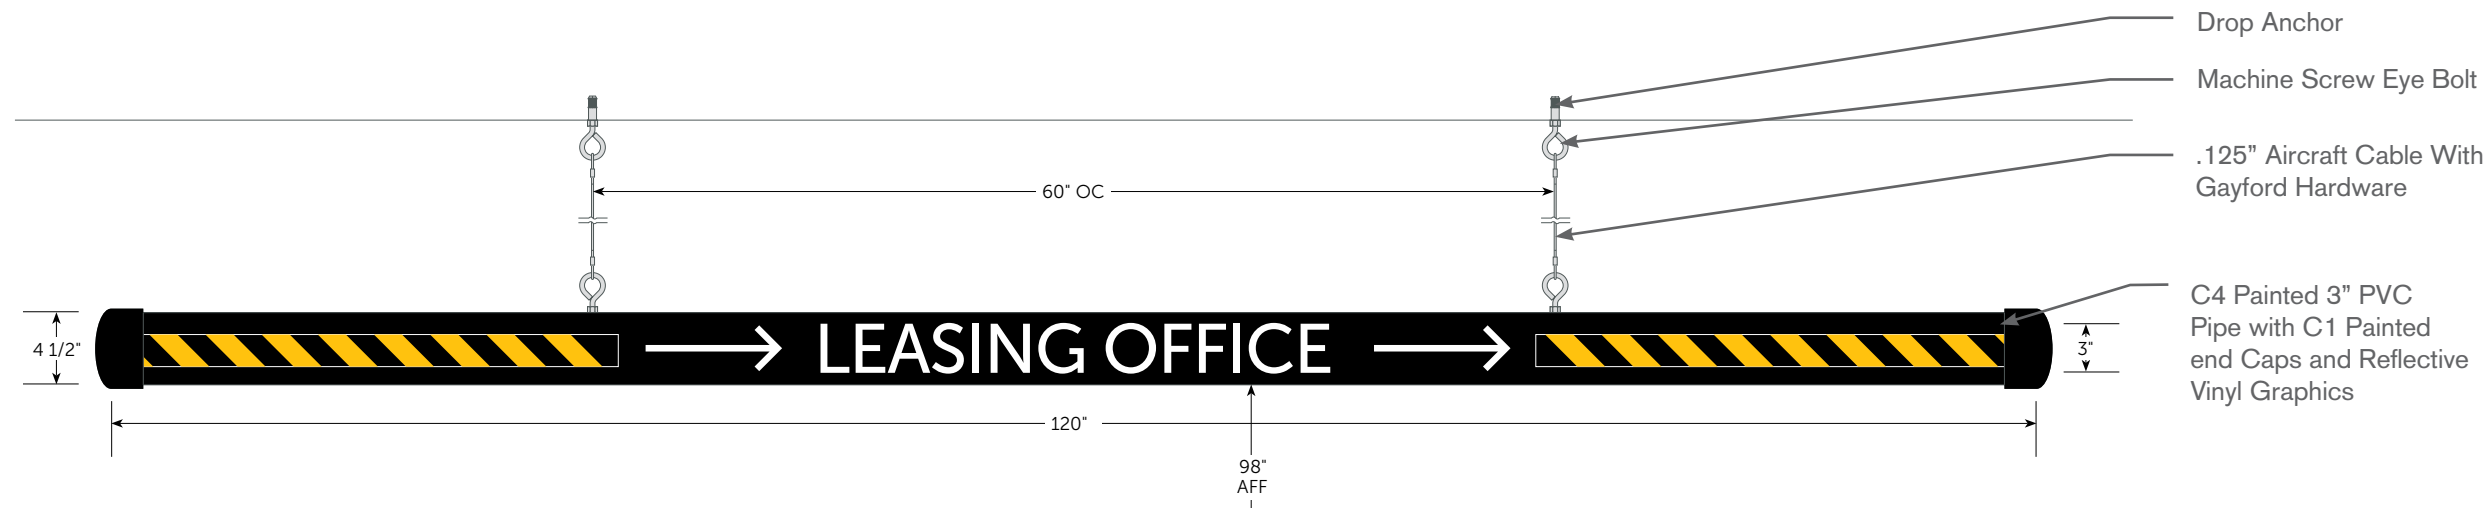 Drop Anchor
Machine Screw Eye Bolt
.125” Aircraft Cable With
Gayford Hardware
60" OC
C4 Painted 3” PVC
Pipe with C1 Painted
end Caps and Reflective
Vinyl Graphics
4 1/2"
LEASING OFFICE
3"
120"
98"
AFF